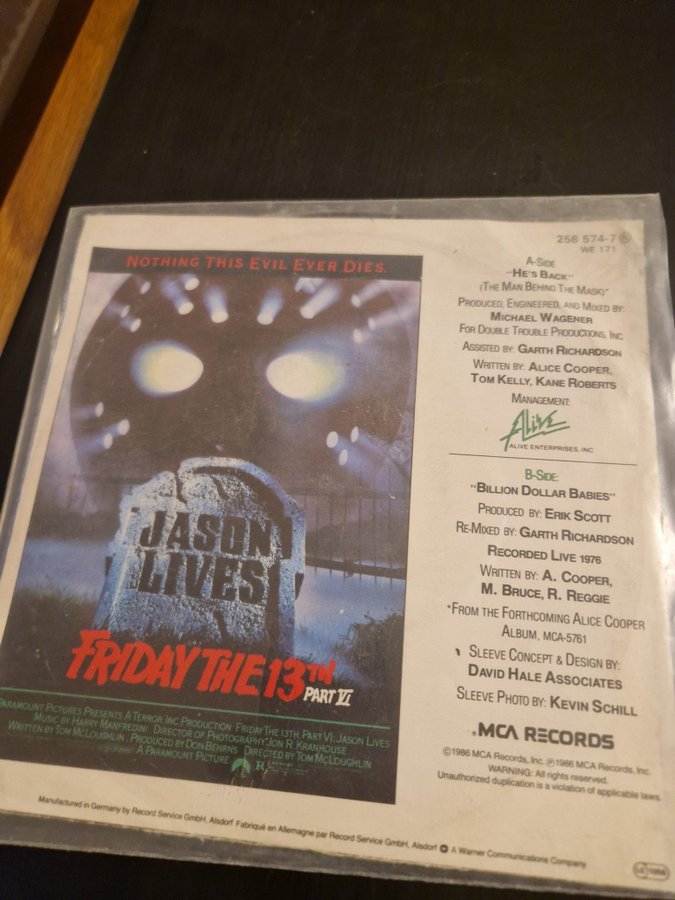 NOTHING THIS EVIL EVER DIES.
JASON
LIVES
FRIDAY THE 13TH
PART VI
PARAMOUNT PICTURES PRESENTS A TERROR, INC. PRODUCTION FRIDAY THE 13TH, PART VI: JASON LIVES
MUSIC BY HARRY MANFREDINI DIRECTOR OF PHOTOGRAPHY JON R. KRANHOUSE
WRITTEN BY TOM MCLOUGHLIN PRODUCED BY DON BEHRNS DIRECTED BY TOM MCLOUGHLIN
A PARAMOUNT PICTURE
R
258 574-7
WE 171
A-SIDE
"HE'S BACK"
(THE MAN BEHIND THE MASK)*
PRODUCED, ENGINEERED, AND MIXED BY:
MICHAEL WAGENER
FOR DOUBLE TROUBLE PRODUCTIONS, INC.
ASSISTED BY: GARTH RICHARDSON
WRITTEN BY: ALICE COOPER,
TOM KELLY, KANE ROBERTS
MANAGEMENT:
ALIVE
ALIVE ENTERPRISES, INC.
B-SIDE:
"BILLION DOLLAR BABIES"
PRODUCED BY: ERIK SCOTT
RE-MIXED BY: GARTH RICHARDSON
RECORDED LIVE 1976
WRITTEN BY: A. COOPER,
M. BRUCE, R. REGGIE
*FROM THE FORTHCOMING ALICE COOPER
ALBUM, MCA-5761
SLEEVE CONCEPT & DESIGN BY:
DAVID HALE ASSOCIATES
SLEEVE PHOTO BY: KEVIN SCHILL
MCA RECORDS
©1986 MCA Records, Inc. ℗1986 MCA Records, Inc.
WARNING: All rights reserved.
Unauthorized duplication is a violation of applicable laws.
Manufactured in Germany by Record Service GmbH, Alsdorf Fabriqué en Allemagne par Record Service GmbH, Alsdorf A Warner Communications Company